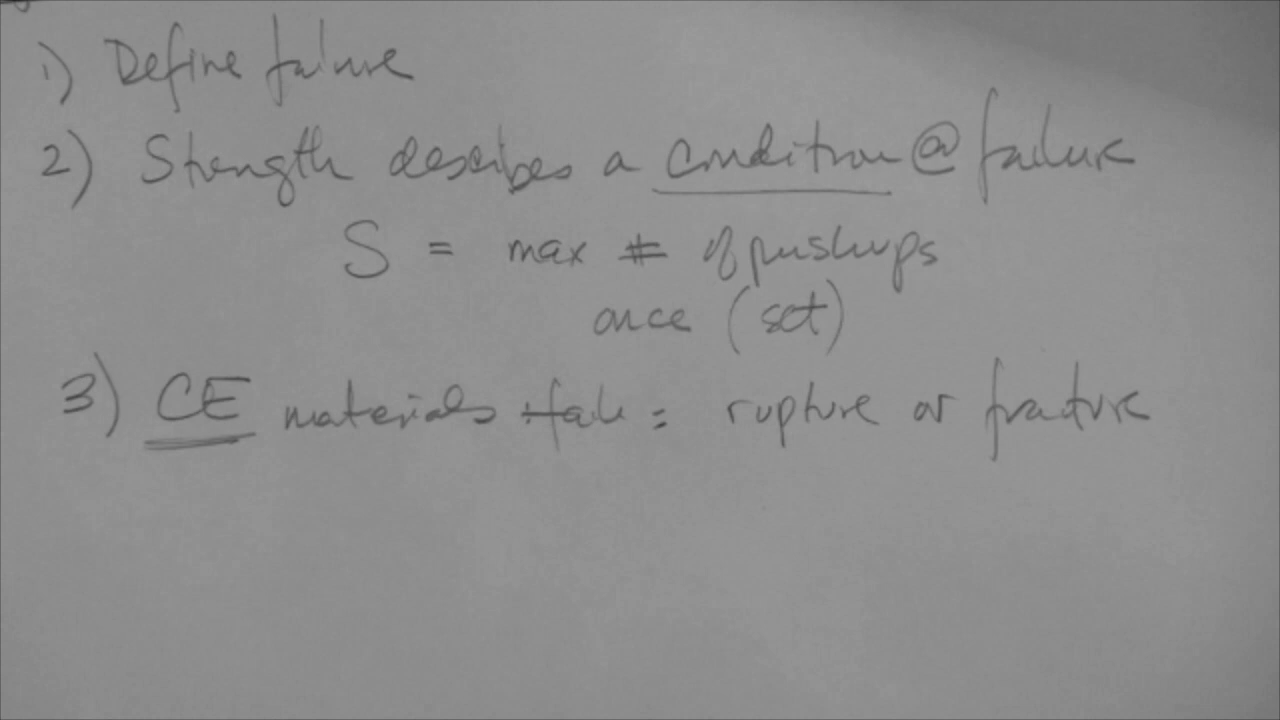 1) Define failure
2) Strength describes a condition @ failure
S = max # of pushups
once (set)
3) CE materials fail : rupture or fracture